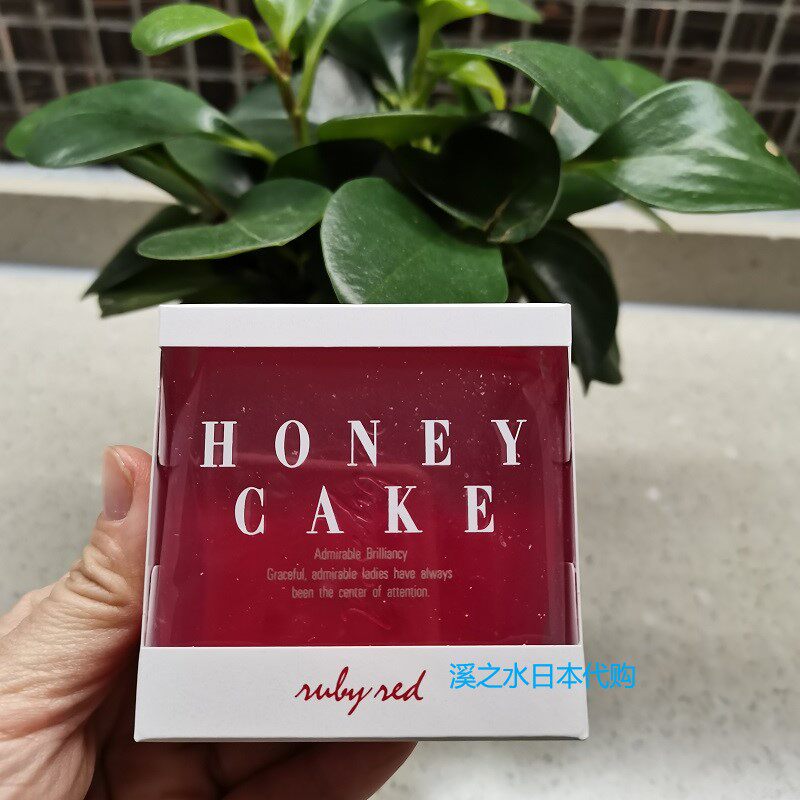 HONEY
CAKE
Admirable Brilliancy
Graceful, admirable ladies have always
been the center of attention.
ruby red
溪之水日本代购